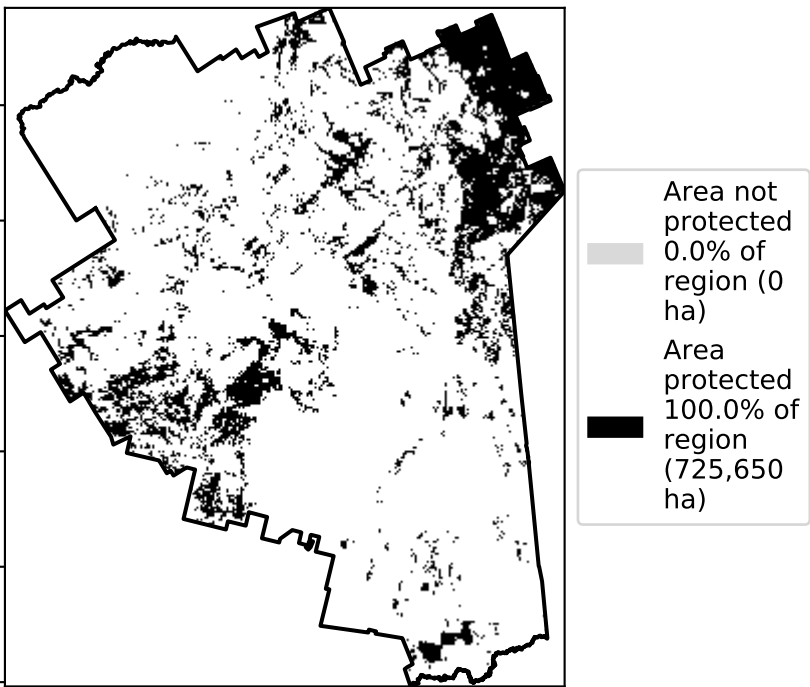 Area not
protected
0.0% of
region (0
ha)
Area
protected
100.0% of
region
(725,650
ha)